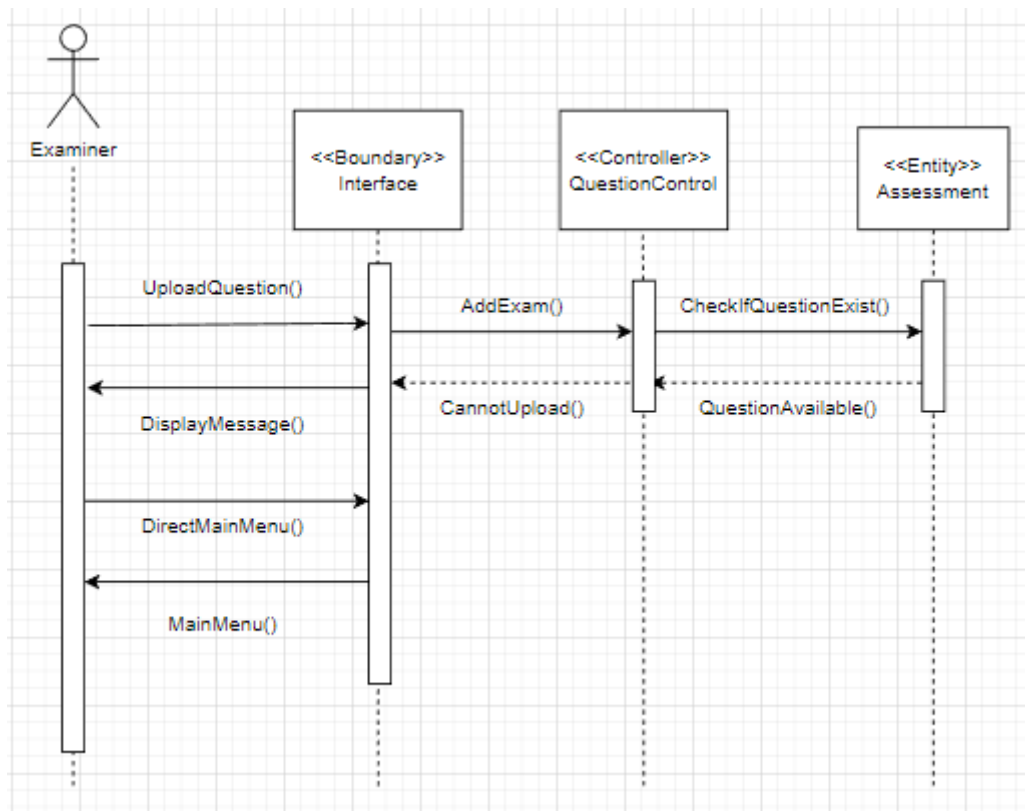 Examiner
<<Boundary>>
Interface
<<Controller>>
QuestionControl
<<Entity>>
Assessment
UploadQuestion()
AddExam()
CheckIfQuestionExist()
DisplayMessage()
CannotUpload()
QuestionAvailable()
DirectMainMenu()
MainMenu()